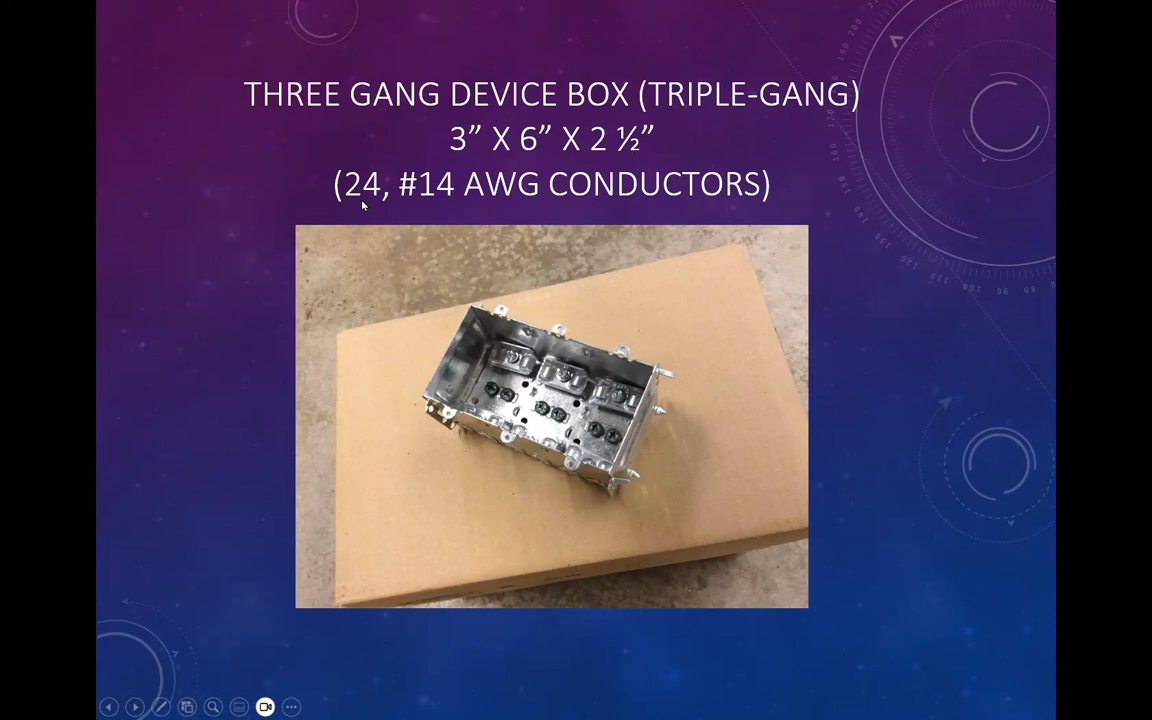 THREE GANG DEVICE BOX (TRIPLE-GANG)
3” X 6” X 2 ½”
(24, #14 AWG CONDUCTORS)